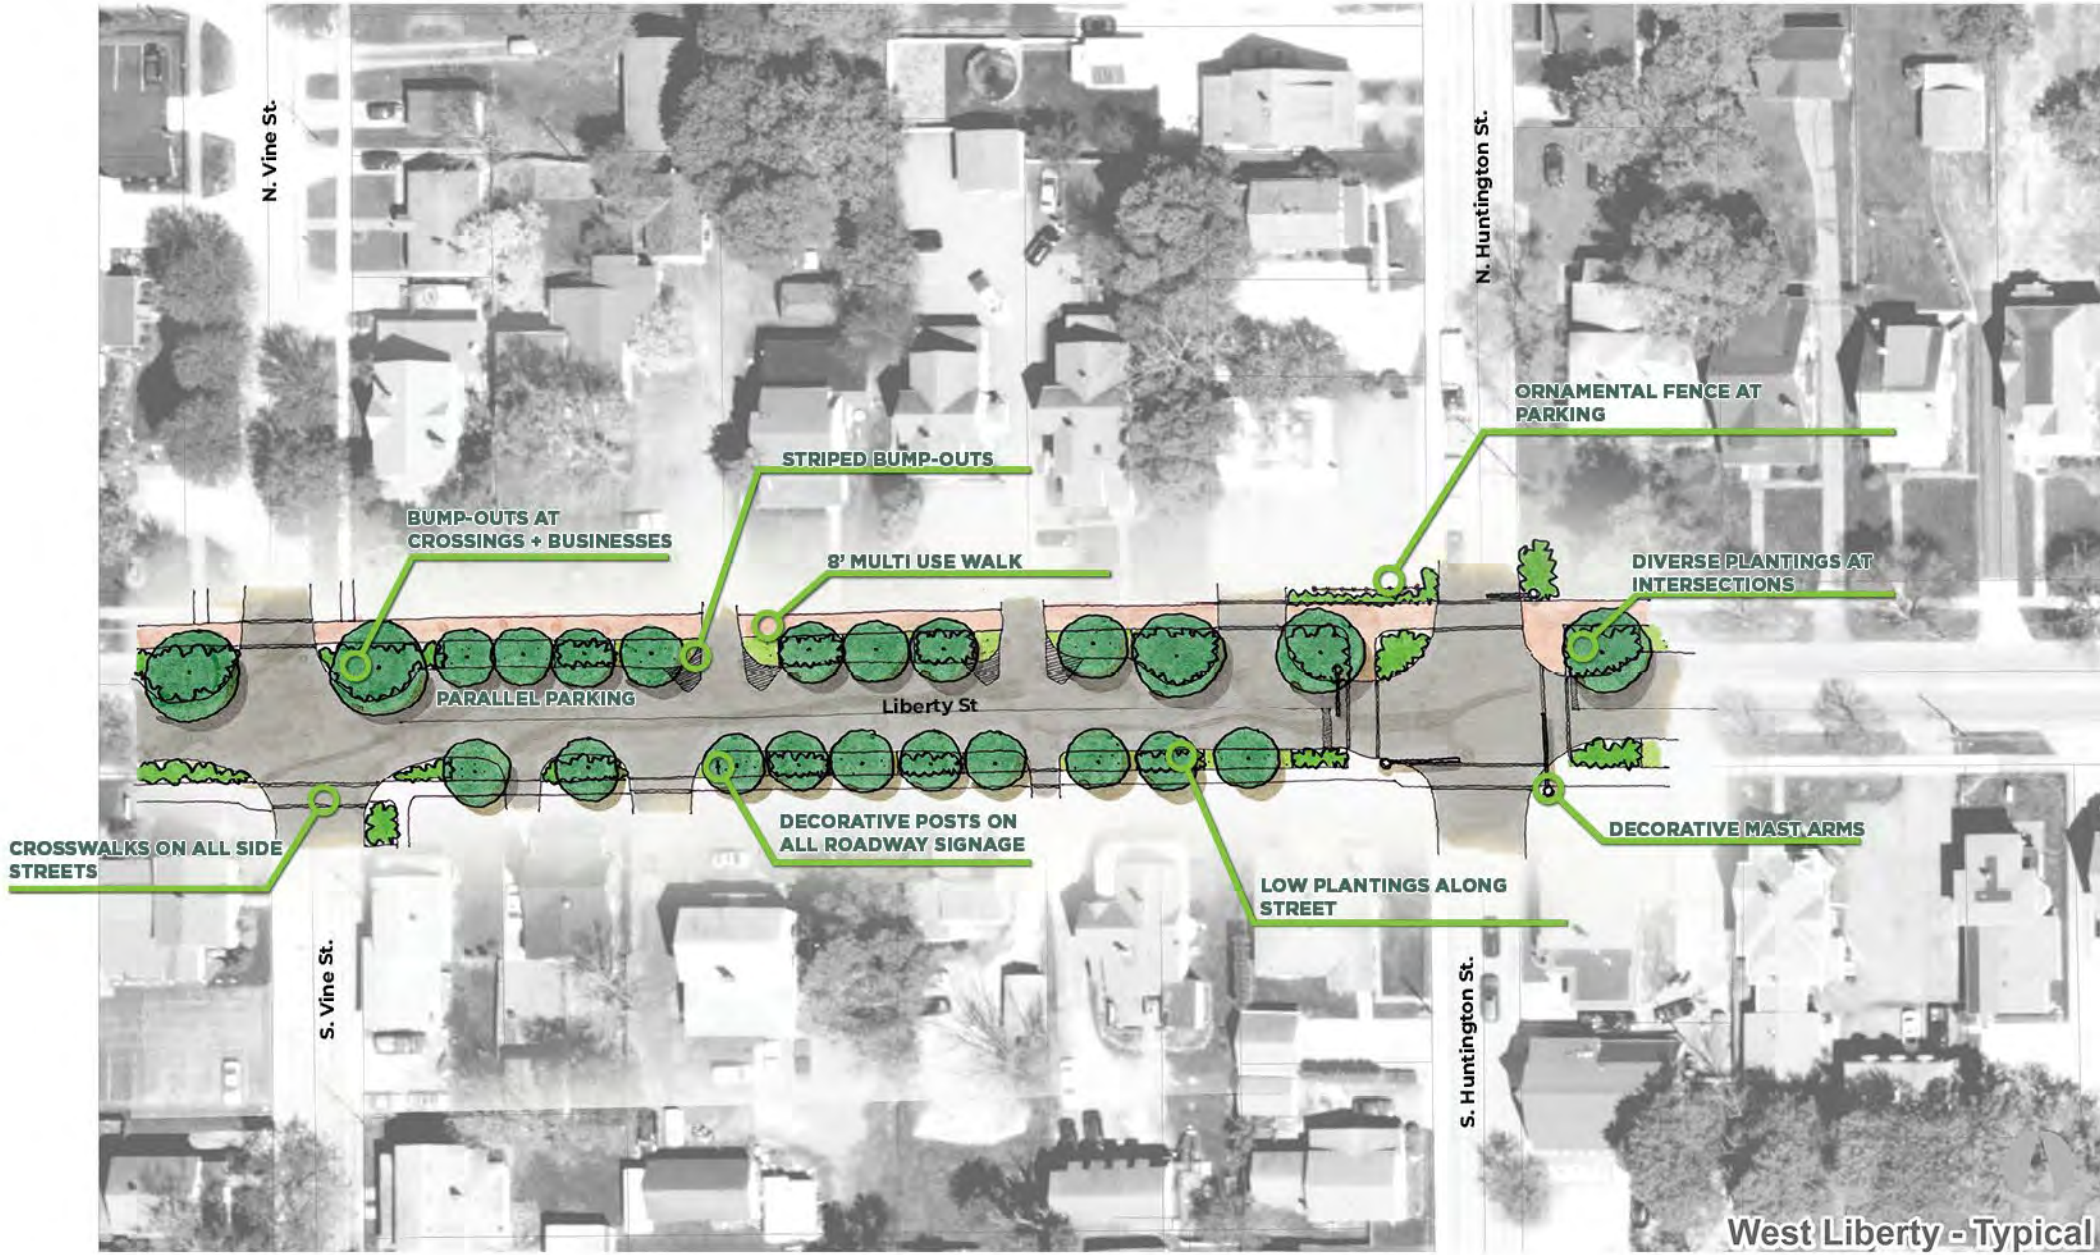 N. Vine St.
N. Huntington St.
ORNAMENTAL FENCE AT
PARKING
STRIPED BUMP-OUTS
BUMP-OUTS AT
CROSSINGS + BUSINESSES
8' MULTI USE WALK
DIVERSE PLANTINGS AT
INTERSECTIONS
PARALLEL PARKING
Liberty St
CROSSWALKS ON ALL SIDE
STREETS
DECORATIVE POSTS ON
ALL ROADWAY SIGNAGE
DECORATIVE MAST ARMS
LOW PLANTINGS ALONG
STREET
S. Vine St.
S. Huntington St.
West Liberty - Typical